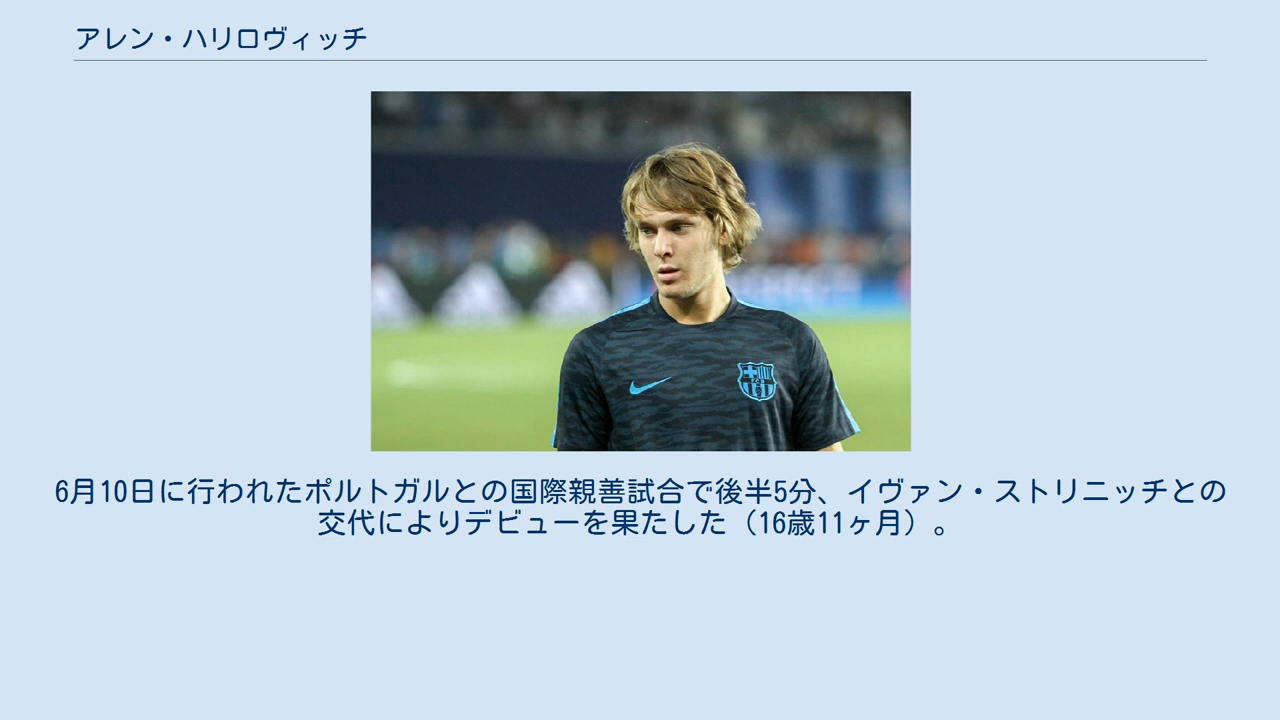 アレン・ハリロヴィッチ
6月10日に行われたポルトガルとの国際親善試合で後半5分、イヴァン・ストリニッチとの
交代によりデビューを果たした（16歳11ヶ月）。